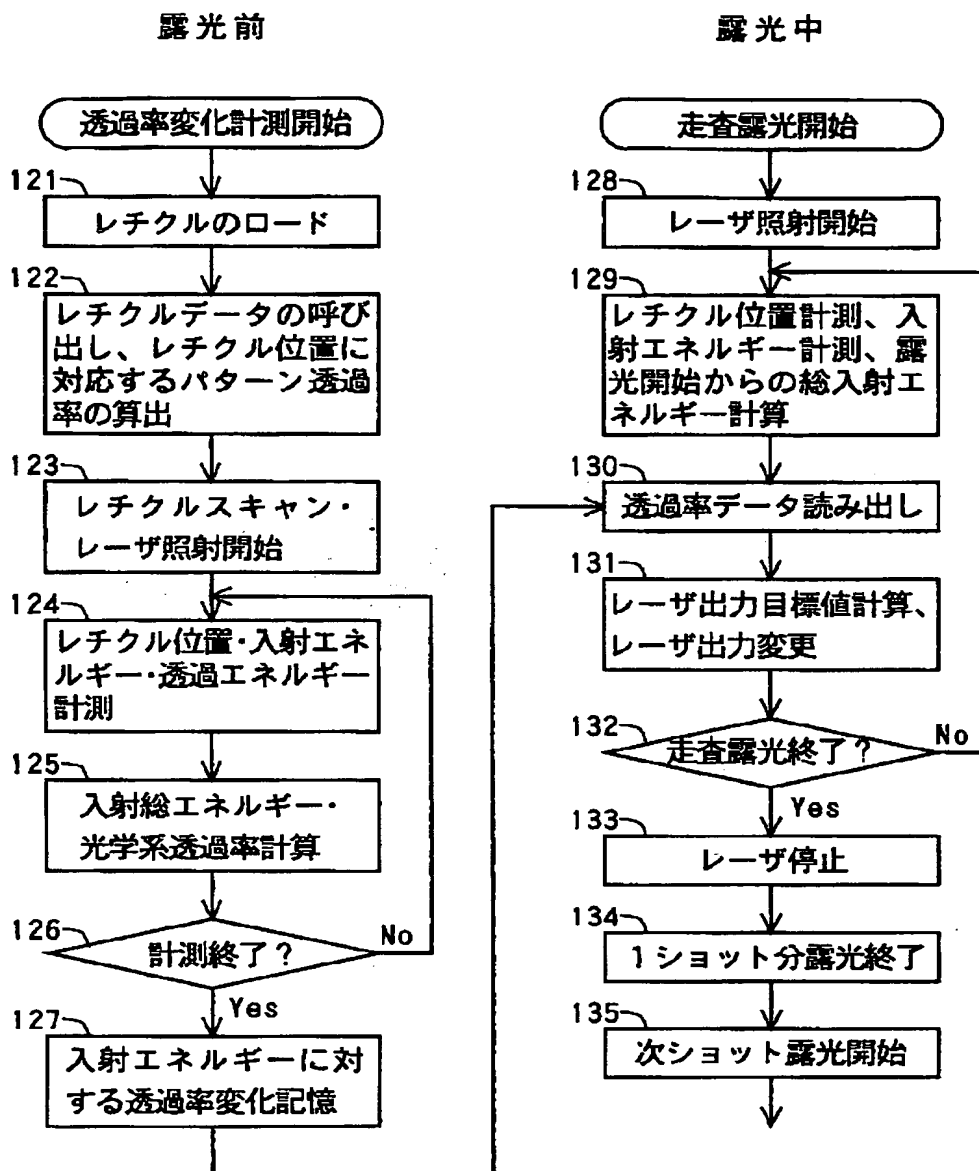 露光前
透過率変化計測開始
121
レチクルのロード
122
レチクルデータの呼び
出し、レチクル位置に
対応するパターン透過
率の算出
123
レチクルスキャン・
レーザ照射開始
124
レチクル位置・入射エネ
ルギー・透過エネルギー
計測
125
入射総エネルギー・
光学系透過率計算
126
計測終了？
No
Yes
127
入射エネルギーに対
する透過率変化記憶
露光中
走査露光開始
128
レーザ照射開始
129
レチクル位置計測、入
射エネルギー計測、露
光開始からの総入射エ
ネルギー計算
130
透過率データ読み出し
131
レーザ出力目標値計算、
レーザ出力変更
132
走査露光終了？
No
Yes
133
レーザ停止
134
1ショット分露光終了
135
次ショット露光開始